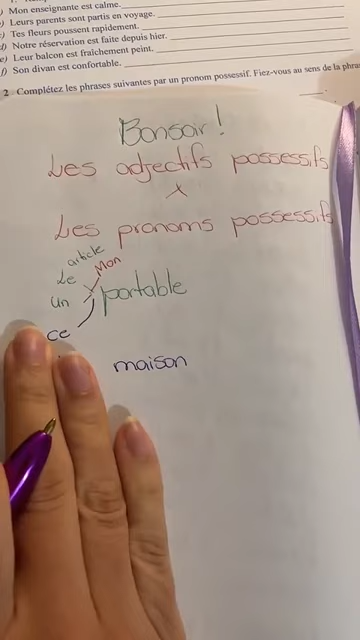 Mon enseignante est calme.
Leurs parents sont partis en voyage.
Tes fleurs poussent rapidement.
d) Notre réservation est faite depuis hier.
e) Leur balcon est fraîchement peint.
f) Son divan est confortable.
2 Complétez les phrases suivantes par un pronom possessif. Fiez-vous au sens de la
Bonsoir!
Les adjectifs possessifs
x
Les pronoms possessifs
article
Le Mon
un portable
ce
maison